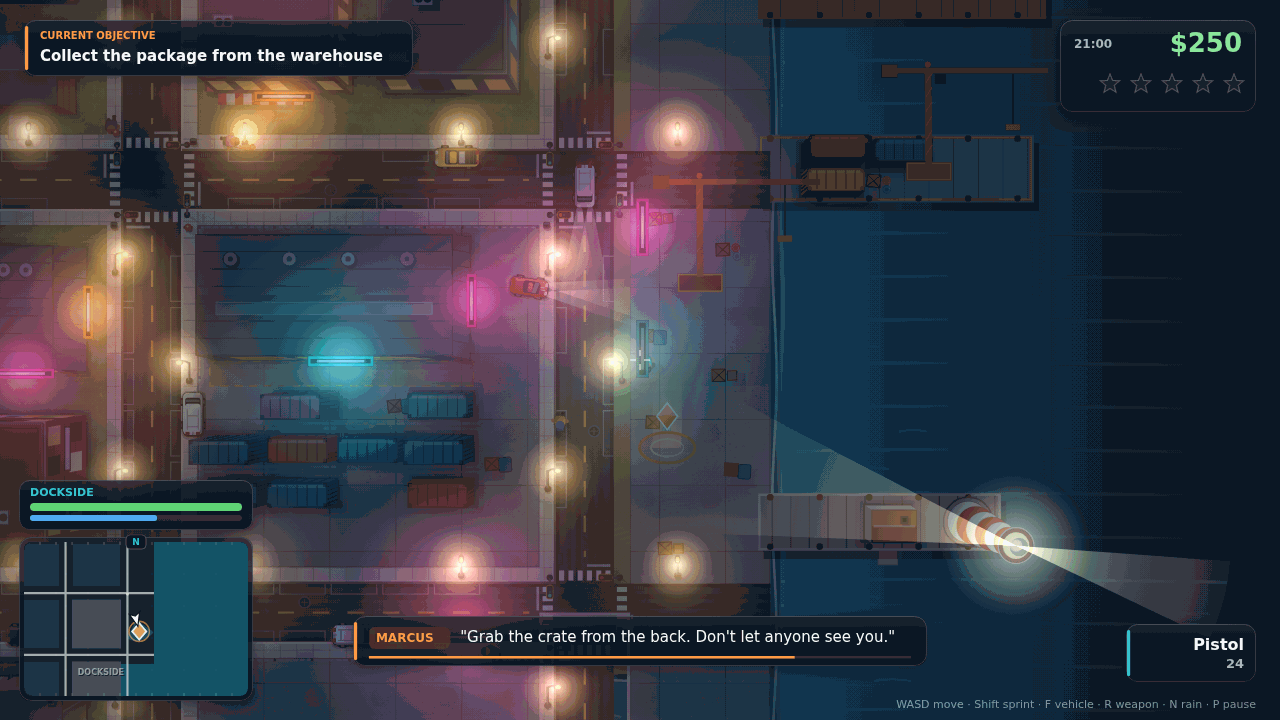 CURRENT OBJECTIVE
Collect the package from the warehouse
21:00
$250
DOCKSIDE
N
DOCKSIDE
MARCUS
"Grab the crate from the back. Don't let anyone see you."
Pistol
24
WASD move · Shift sprint · F vehicle · R weapon · N rain · P pause